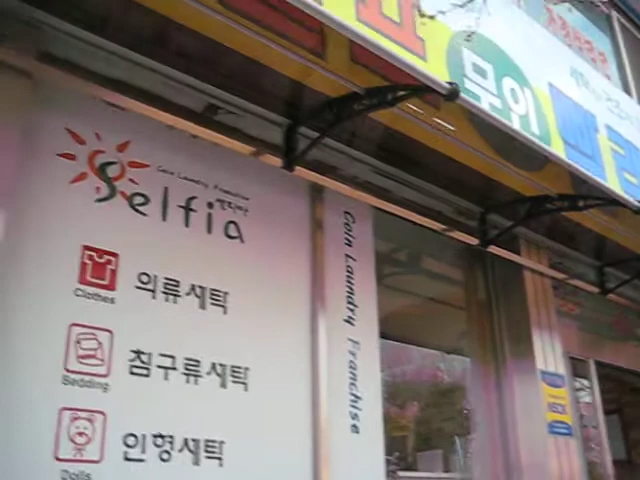 무인
Coin Laundry Franchise
Selfia
셀피아
Clothes
의류세탁
Bedding
침구류세탁
Dolls
인형세탁
Coin Laundry Franchise